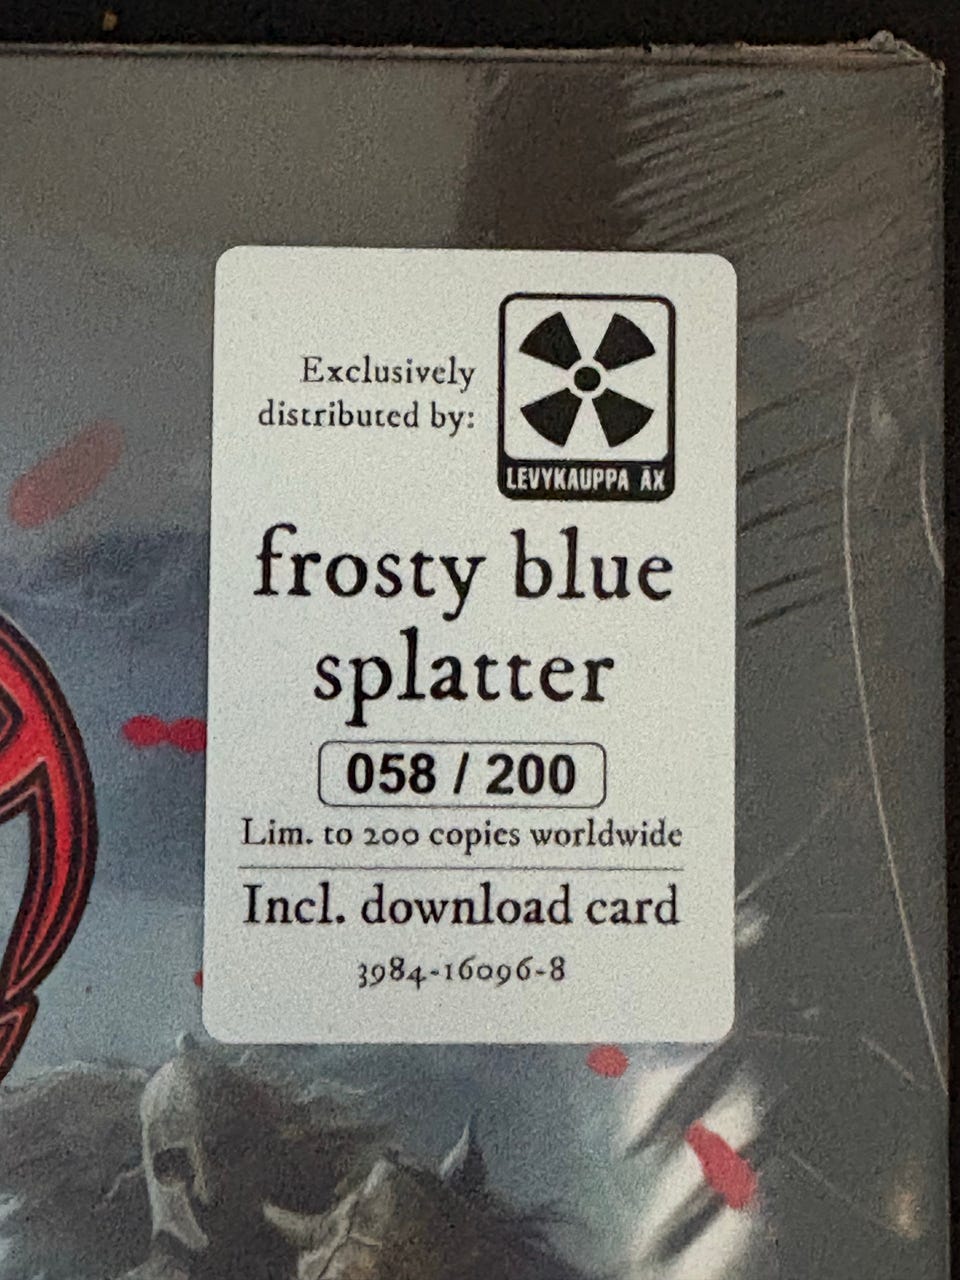 Exclusively
distributed by:
LEVYKAUPPA ÄX
frosty blue
splatter
058 / 200
Lim. to 200 copies worldwide
Incl. download card
3984-16096-8